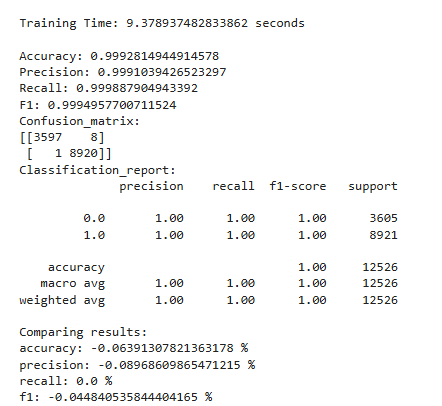 Training Time: 9.378937482833862 seconds
Accuracy: 0.9992814944914578
Precision: 0.9991039426523297
Recall: 0.999887904943392
F1: 0.9994957700711524
Confusion_matrix:
[[3597    8]
 [   1 8920]]
Classification_report:
              precision    recall  f1-score   support
         0.0       1.00      1.00      1.00      3605
         1.0       1.00      1.00      1.00      8921
    accuracy                           1.00     12526
   macro avg       1.00      1.00      1.00     12526
weighted avg       1.00      1.00      1.00     12526
Comparing results:
accuracy: -0.06391307821363178 %
precision: -0.08968609865471215 %
recall: 0.0 %
f1: -0.044840535844404165 %